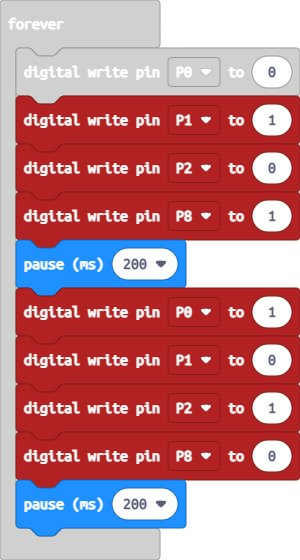 forever
digital write pin P0 to 0
digital write pin P1 to 1
digital write pin P2 to 0
digital write pin P8 to 1
pause (ms) 200
digital write pin P0 to 1
digital write pin P1 to 0
digital write pin P2 to 1
digital write pin P8 to 0
pause (ms) 200